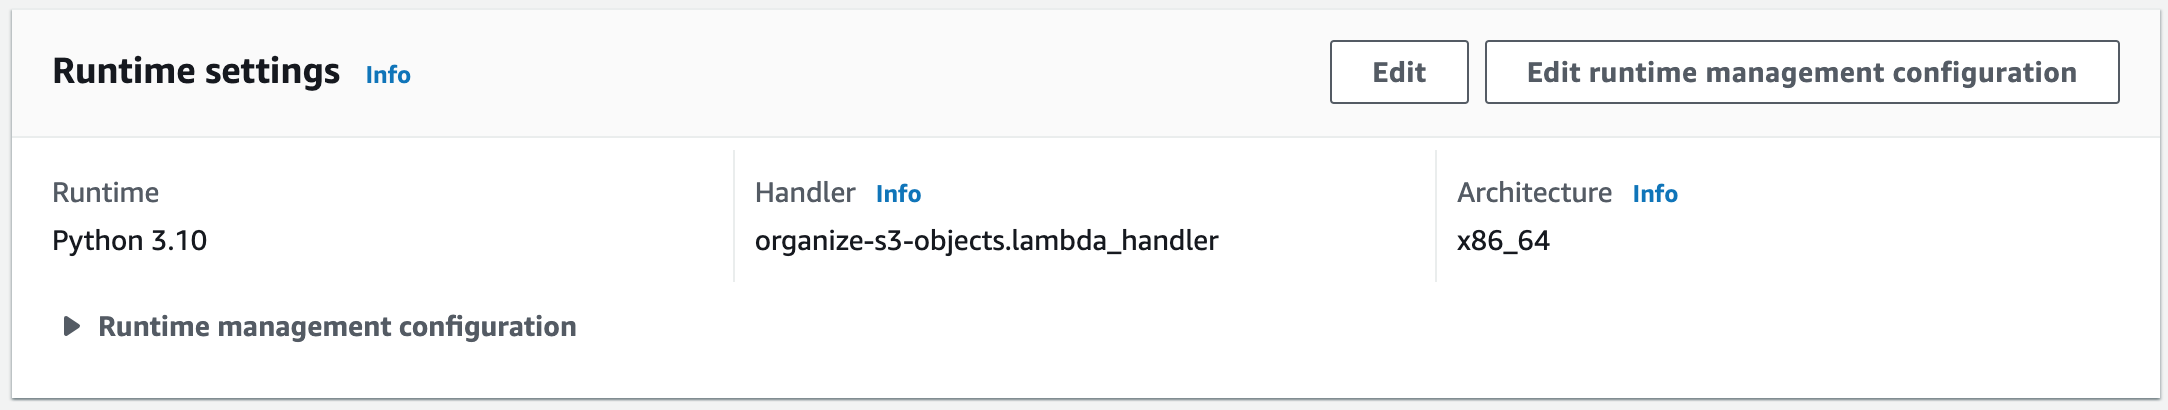 Runtime settings Info
Edit
Edit runtime management configuration
Runtime
Python 3.10
Handler Info
organize-s3-objects.lambda_handler
Architecture Info
x86_64
Runtime management configuration